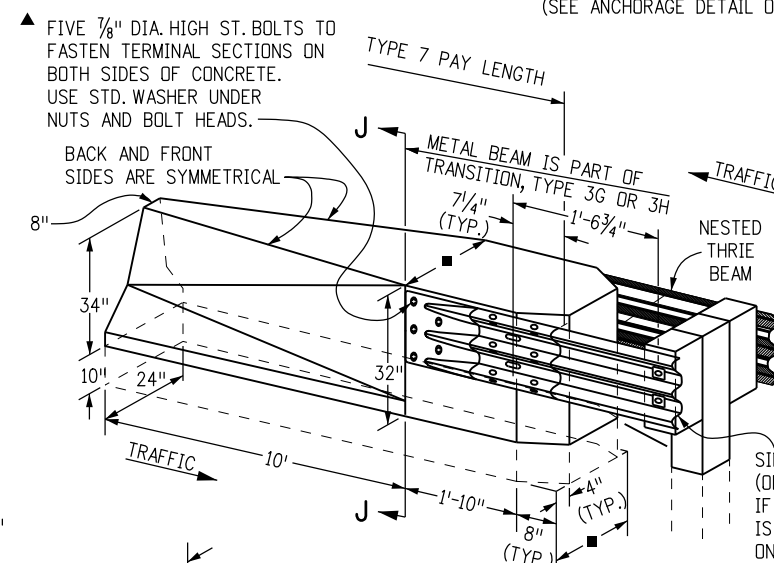 (SEE ANCHORAGE DETAIL O
FIVE 7/8" DIA. HIGH ST. BOLTS TO
FASTEN TERMINAL SECTIONS ON
BOTH SIDES OF CONCRETE.
USE STD. WASHER UNDER
NUTS AND BOLT HEADS.
TYPE 7 PAY LENGTH
J
METAL BEAM IS PART OF
TRANSITION, TYPE 3G OR 3H
TRAFFIC
BACK AND FRONT
SIDES ARE SYMMETRICAL
7 1/4"
(TYP.)
1'-6 3/4"
NESTED
THRIE
BEAM
8"
34"
32"
10"
24"
TRAFFIC
10'
1'-10"
J
8"
(TYP.)
4"
(TYP.)
SI
(O
IF
IS
ON
"